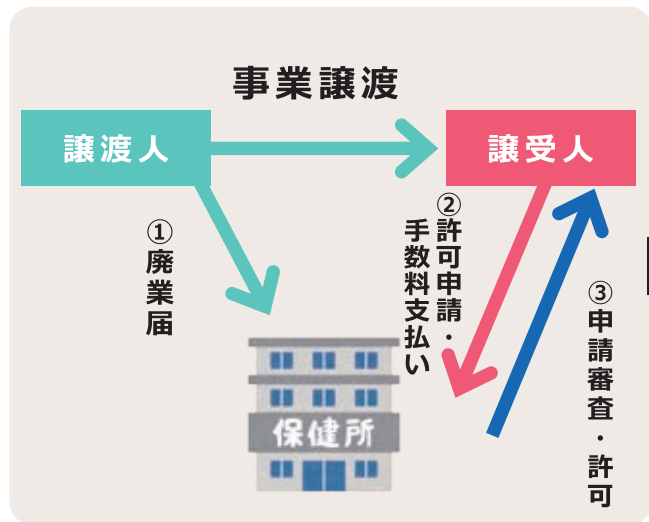 事業譲渡
譲渡人
譲受人
①廃業届
②許可申請・
手数料支払い
③申請審査・許可
保健所